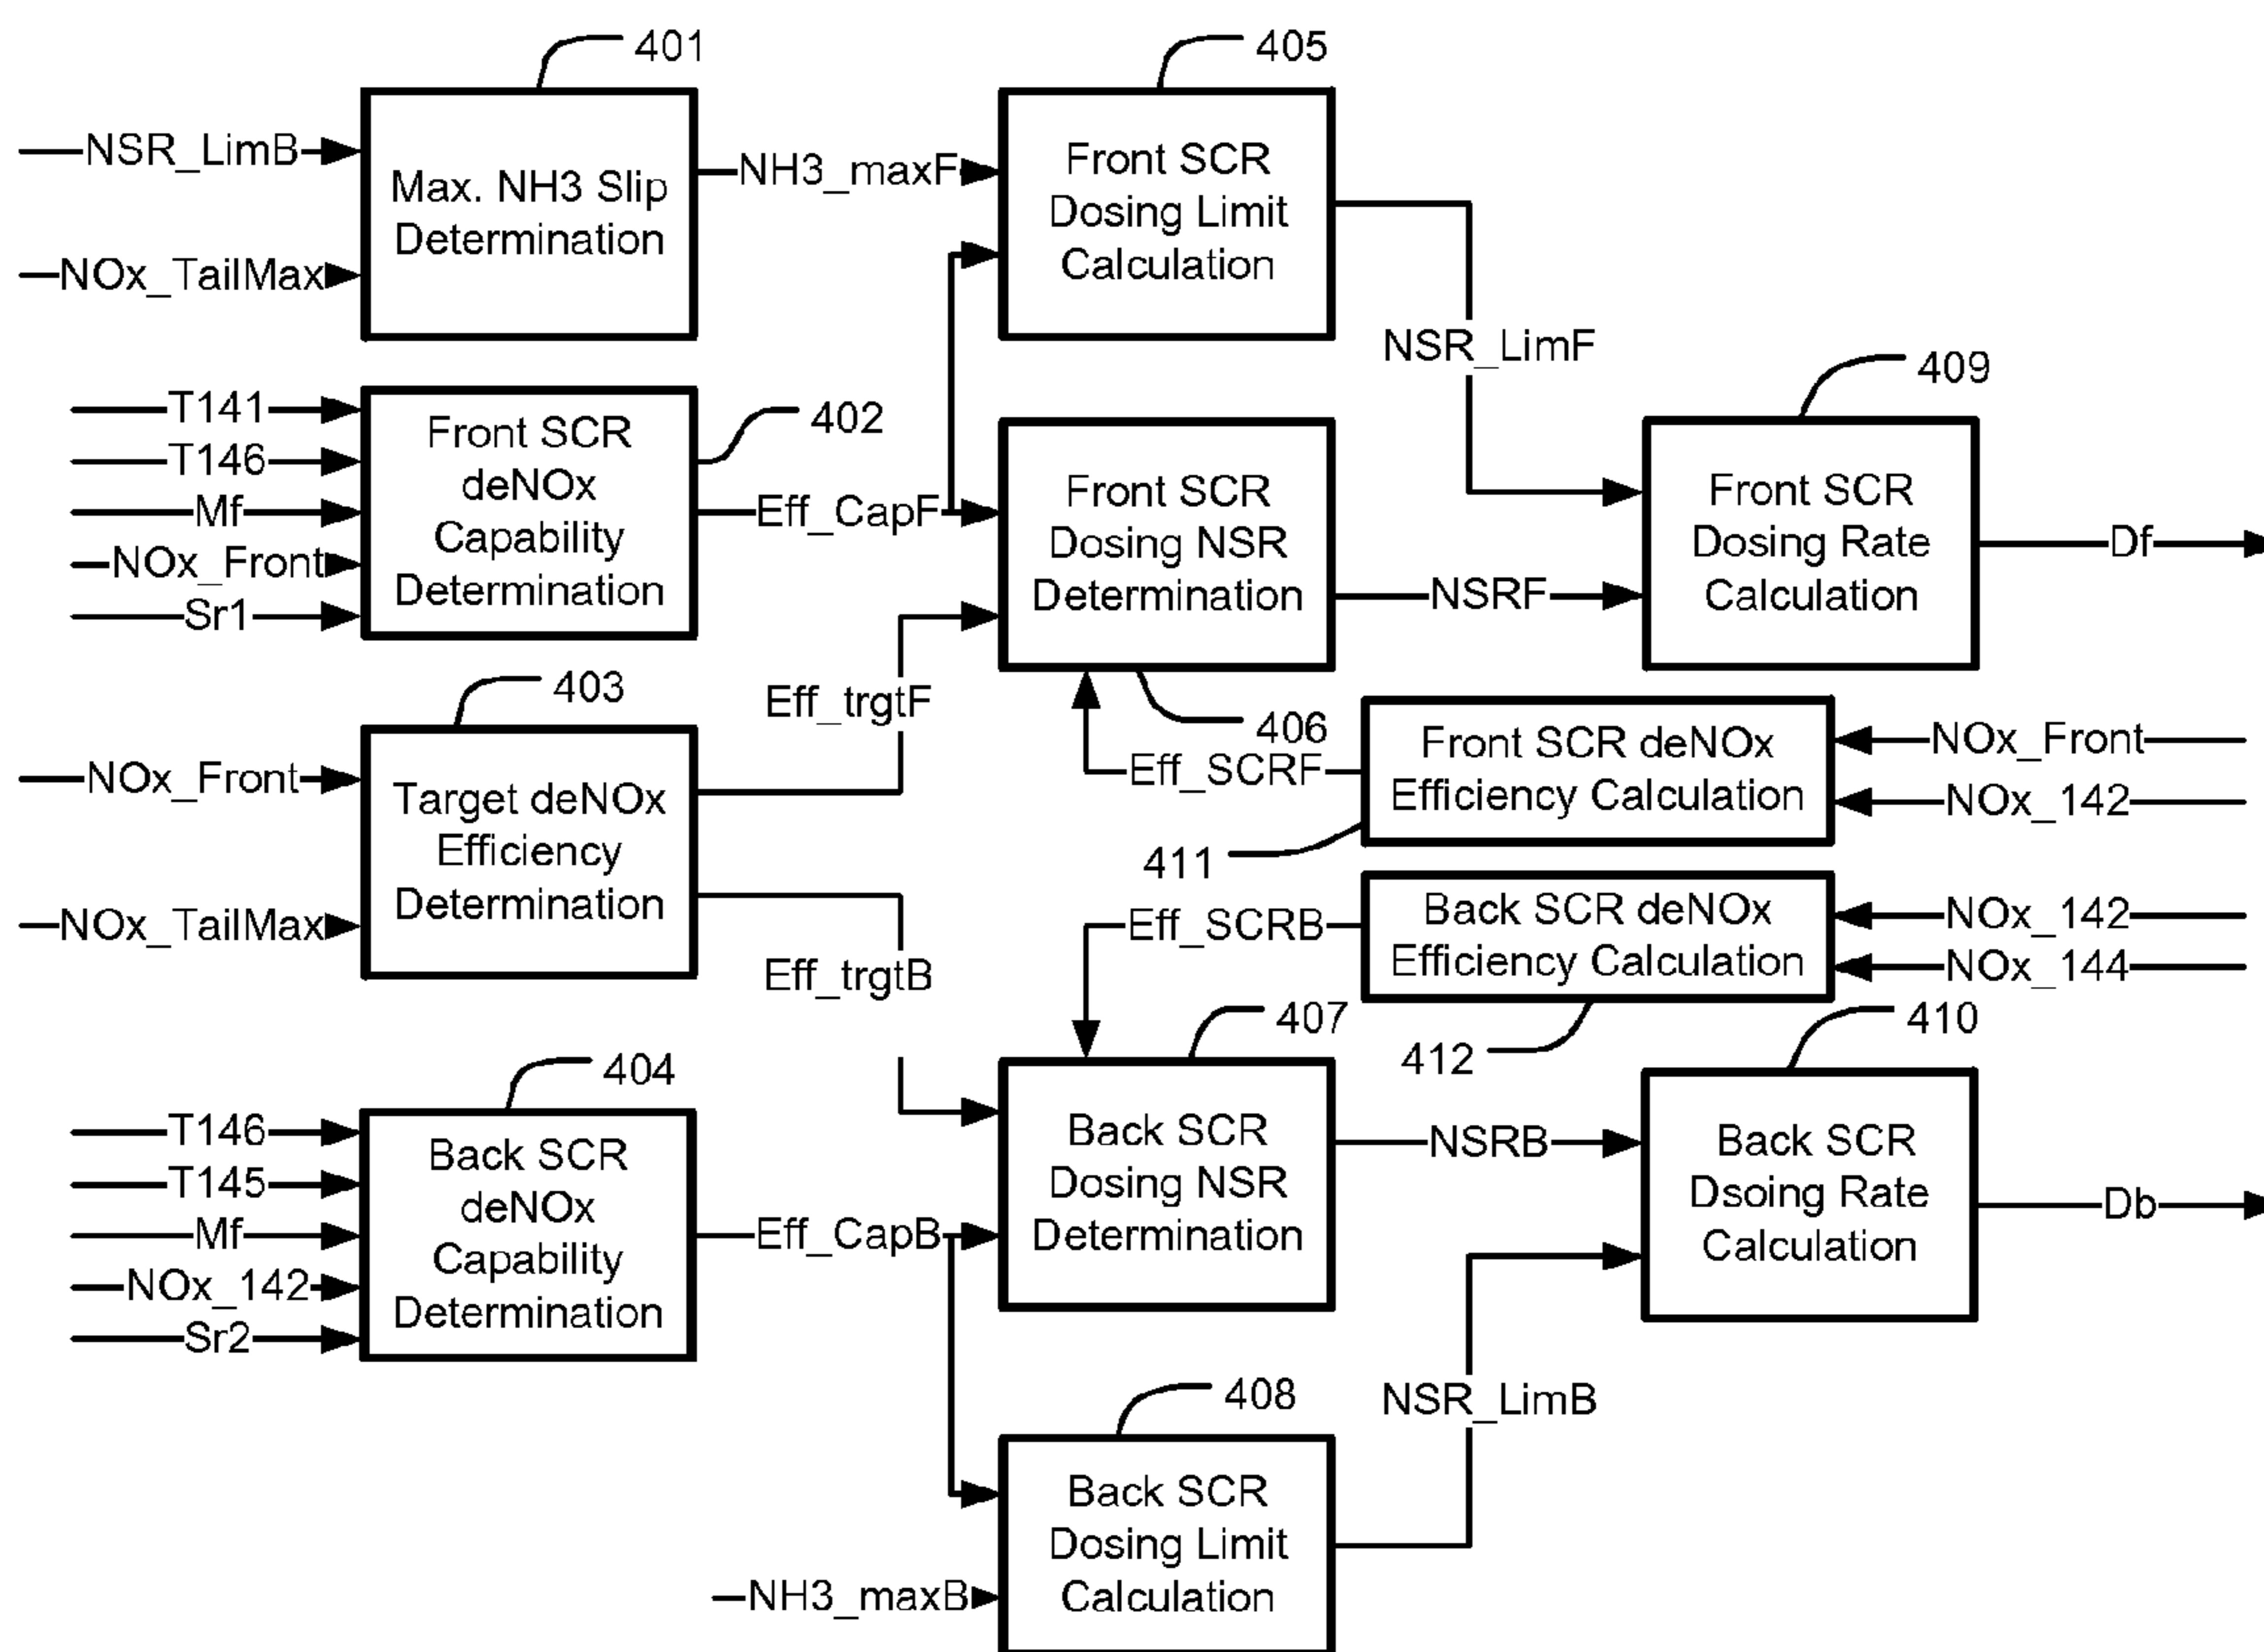 401
405
NSR_LimB
Max. NH3 Slip
Determination
NOx_TailMax
NH3_maxF
Front SCR
Dosing Limit
Calculation
NSR_LimF
T141
T146
Mf
NOx_Front
Sr1
Front SCR
deNOx
Capability
Determination
402
Eff_CapF
Front SCR
Dosing NSR
Determination
NSRF
409
Front SCR
Dosing Rate
Calculation
Df
403
Eff_trgtF
406
Eff_SCRF
Front SCR deNOx
Efficiency Calculation
NOx_Front
NOx_142
411
NOx_Front
NOx_TailMax
Target deNOx
Efficiency
Determination
Eff_trgtB
Eff_SCRB
Back SCR deNOx
Efficiency Calculation
NOx_142
NOx_144
412
407
410
404
T146
T145
Mf
NOx_142
Sr2
Back SCR
deNOx
Capability
Determination
Eff_CapB
Back SCR
Dosing NSR
Determination
NSRB
Back SCR
Dsoing Rate
Calculation
Db
408
NSR_LimB
Back SCR
Dosing Limit
Calculation
NH3_maxB